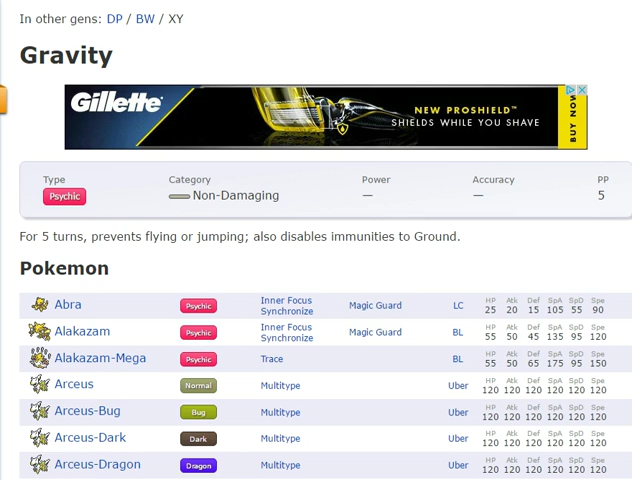 In other gens: DP / BW / XY
Gravity
Gillette
NEW PROSHIELD™
SHIELDS WHILE YOU SHAVE
BUY NOW
Type Category Power Accuracy PP
Psychic Non-Damaging — — 5
For 5 turns, prevents flying or jumping; also disables immunities to Ground.
Pokemon
Abra Psychic Inner Focus Synchronize Magic Guard LC HP 25 Atk 20 Def 15 SpA 105 SpD 55 Spe 90
Alakazam Psychic Inner Focus Synchronize Magic Guard BL HP 55 Atk 50 Def 45 SpA 135 SpD 95 Spe 120
Alakazam-Mega Psychic Trace BL HP 55 Atk 50 Def 65 SpA 175 SpD 95 Spe 150
Arceus Normal Multitype Uber HP 120 Atk 120 Def 120 SpA 120 SpD 120 Spe 120
Arceus-Bug Bug Multitype Uber HP 120 Atk 120 Def 120 SpA 120 SpD 120 Spe 120
Arceus-Dark Dark Multitype Uber HP 120 Atk 120 Def 120 SpA 120 SpD 120 Spe 120
Arceus-Dragon Dragon Multitype Uber HP 120 Atk 120 Def 120 SpA 120 SpD 120 Spe 120